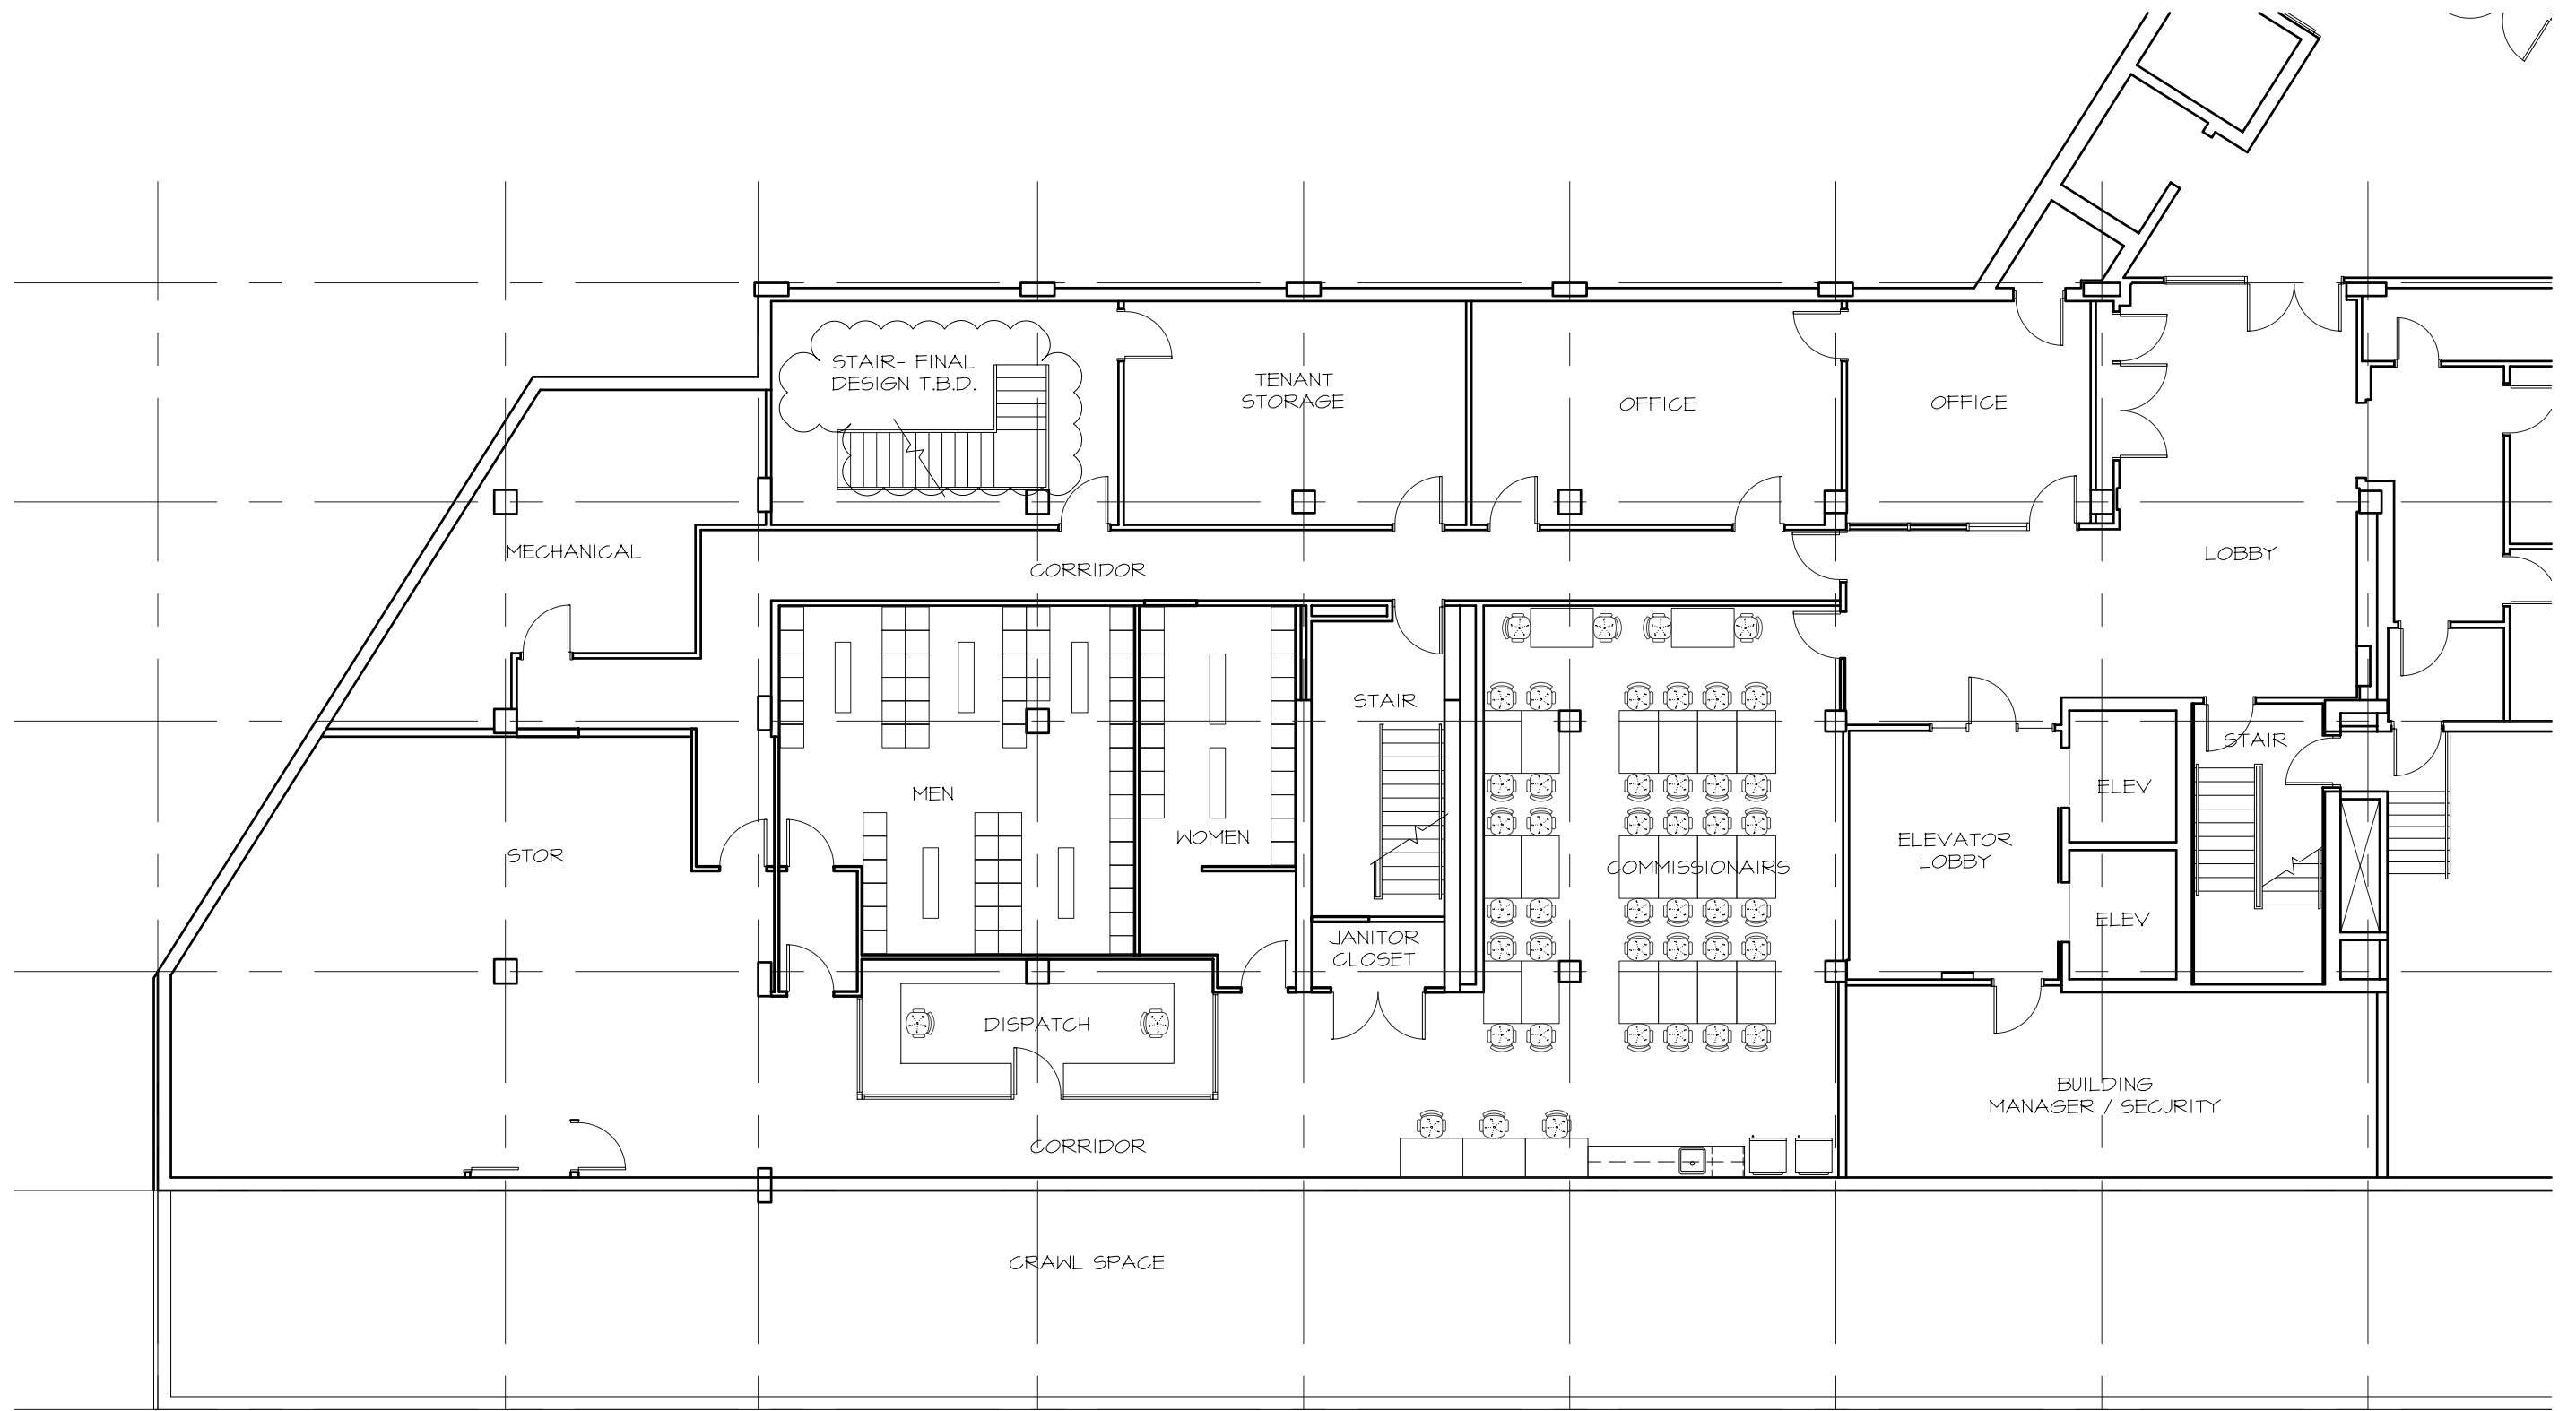 STAIR- FINAL
DESIGN T.B.D.
TENANT
STORAGE
OFFICE
OFFICE
MECHANICAL
CORRIDOR
LOBBY
STAIR
STAIR
MEN
ELEV
WOMEN
STOR
COMMISSIONAIRS
ELEVATOR
LOBBY
ELEV
JANITOR
CLOSET
DISPATCH
BUILDING
MANAGER / SECURITY
CORRIDOR
CRAWL SPACE